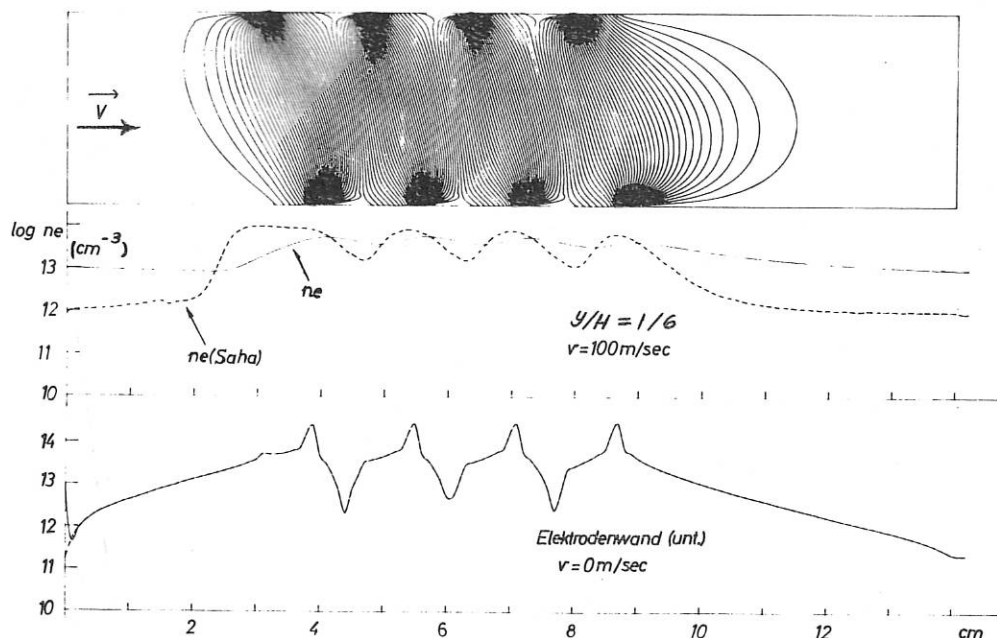 V
log ne
(cm⁻³)
13
ne
12
y/H = 1/6
v=100m/sec
11
ne(Saha)
10
14
13
12
Elektrodenwand (unt.)
v=0m/sec
11
10
2
4
6
8
10
12
cm